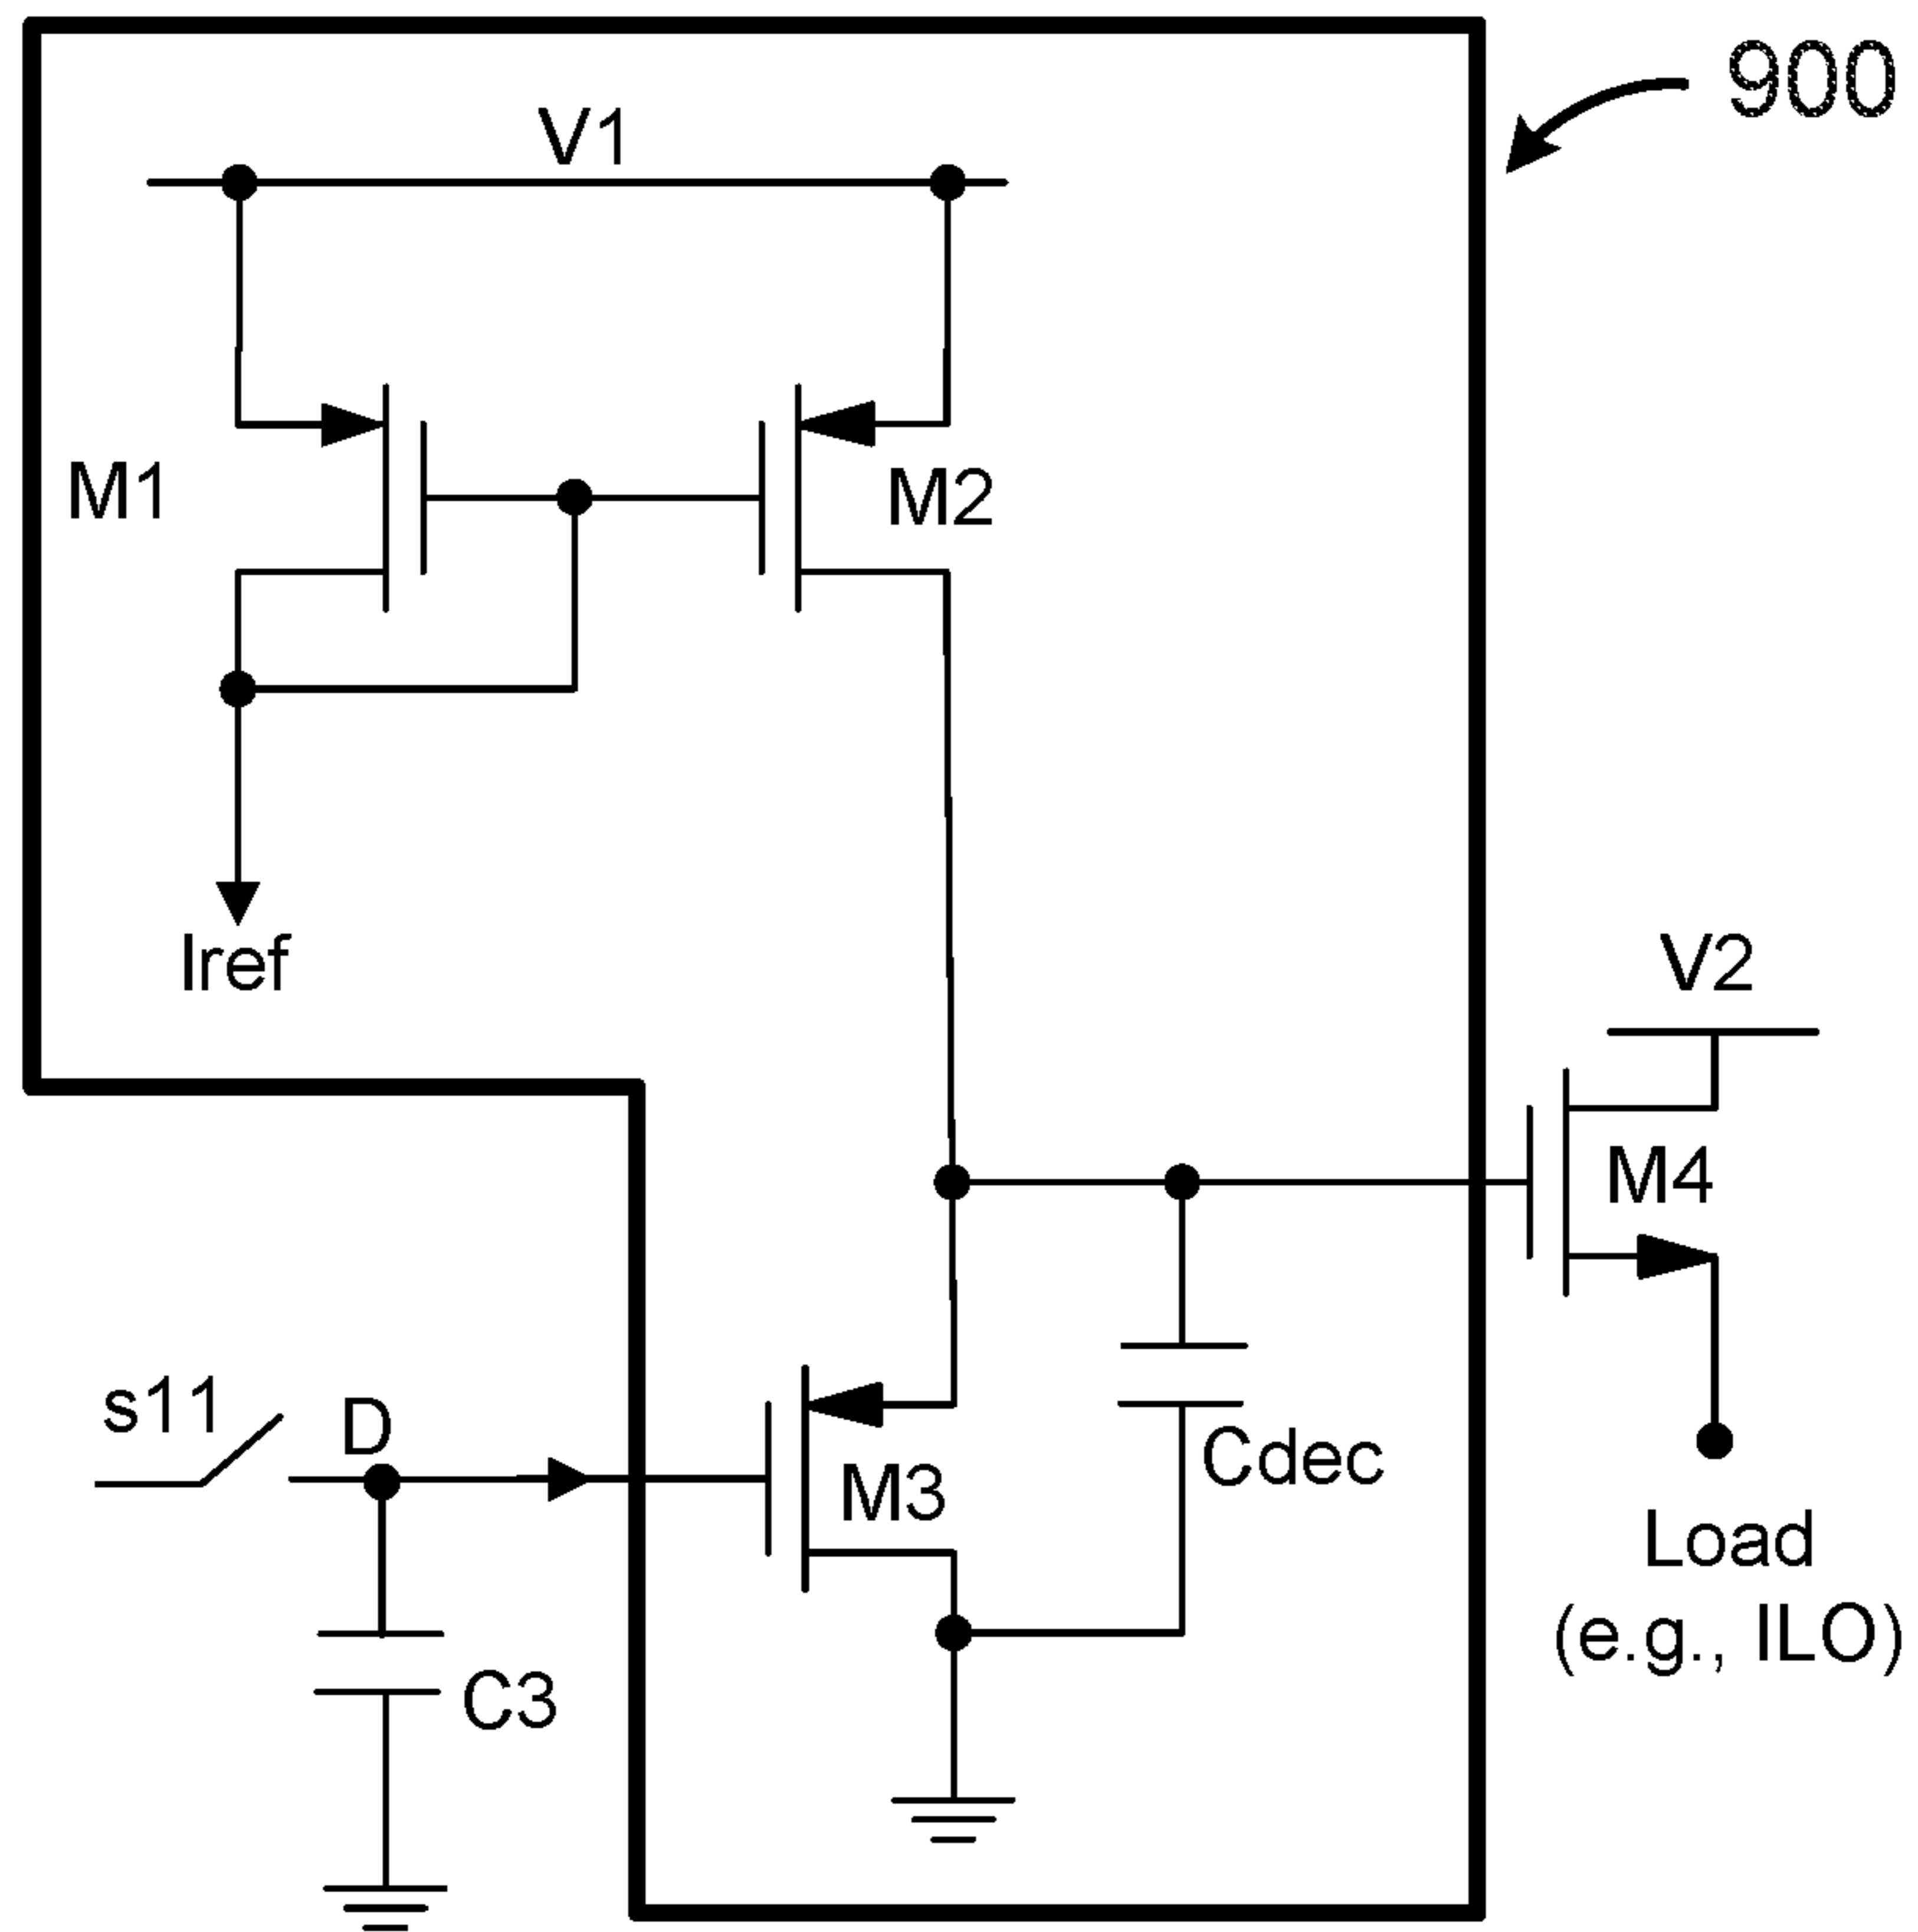 900
V1
M1
M2
Iref
V2
M4
s11
D
M3
Cdec
Load
(e.g., ILO)
C3